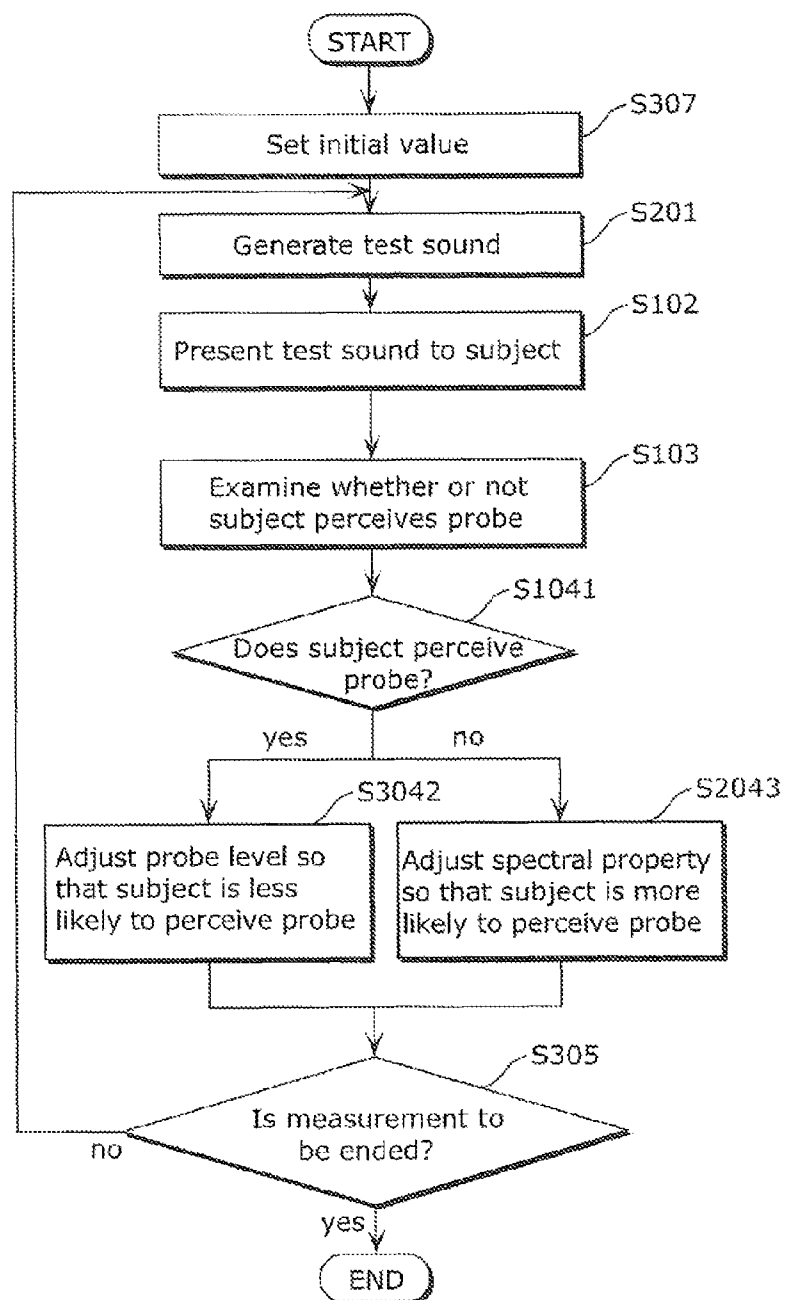 START
S307
Set initial value
S201
Generate test sound
S102
Present test sound to subject
S103
Examine whether or not
subject perceives probe
S1041
Does subject perceive
probe?
yes
no
S3042
S2043
Adjust probe level so
that subject is less
likely to perceive probe
Adjust spectral property
so that subject is more
likely to perceive probe
S305
Is measurement to
be ended?
no
yes
END